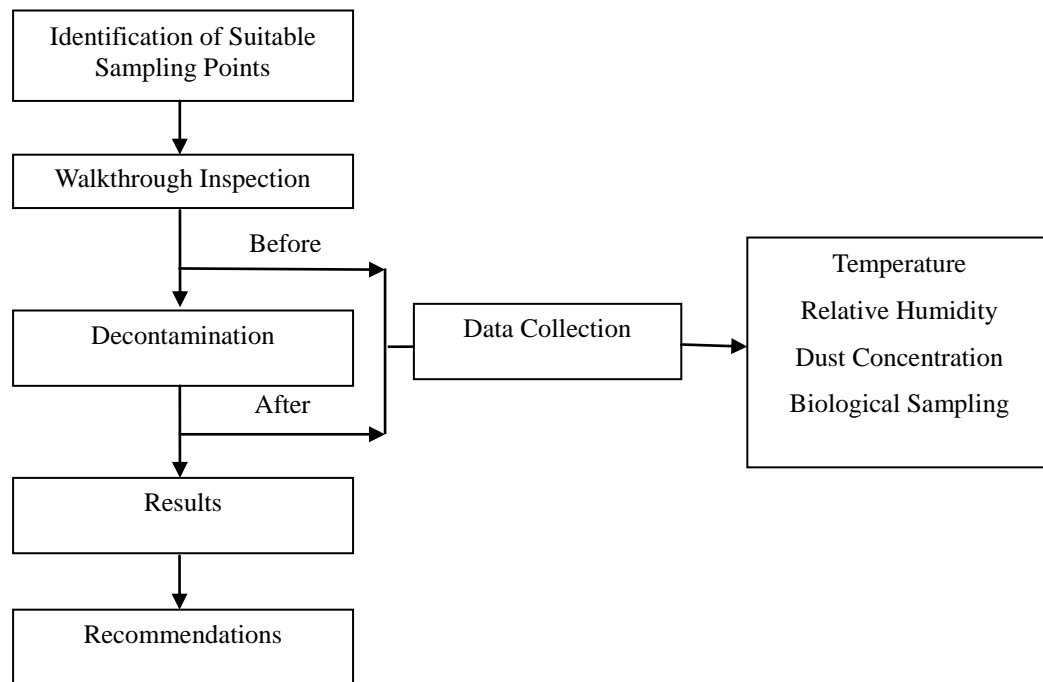 Identification of Suitable
Sampling Points
Walkthrough Inspection
Before
Decontamination
After
Results
Recommendations
Data Collection
Temperature
Relative Humidity
Dust Concentration
Biological Sampling